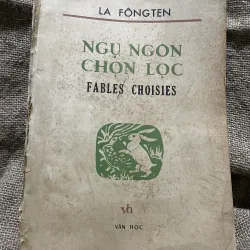 LA FÔNGTEN
NGỤ NGÔN
CHỌN LỌC
FABLES CHOISIES
vh
VĂN HỌC